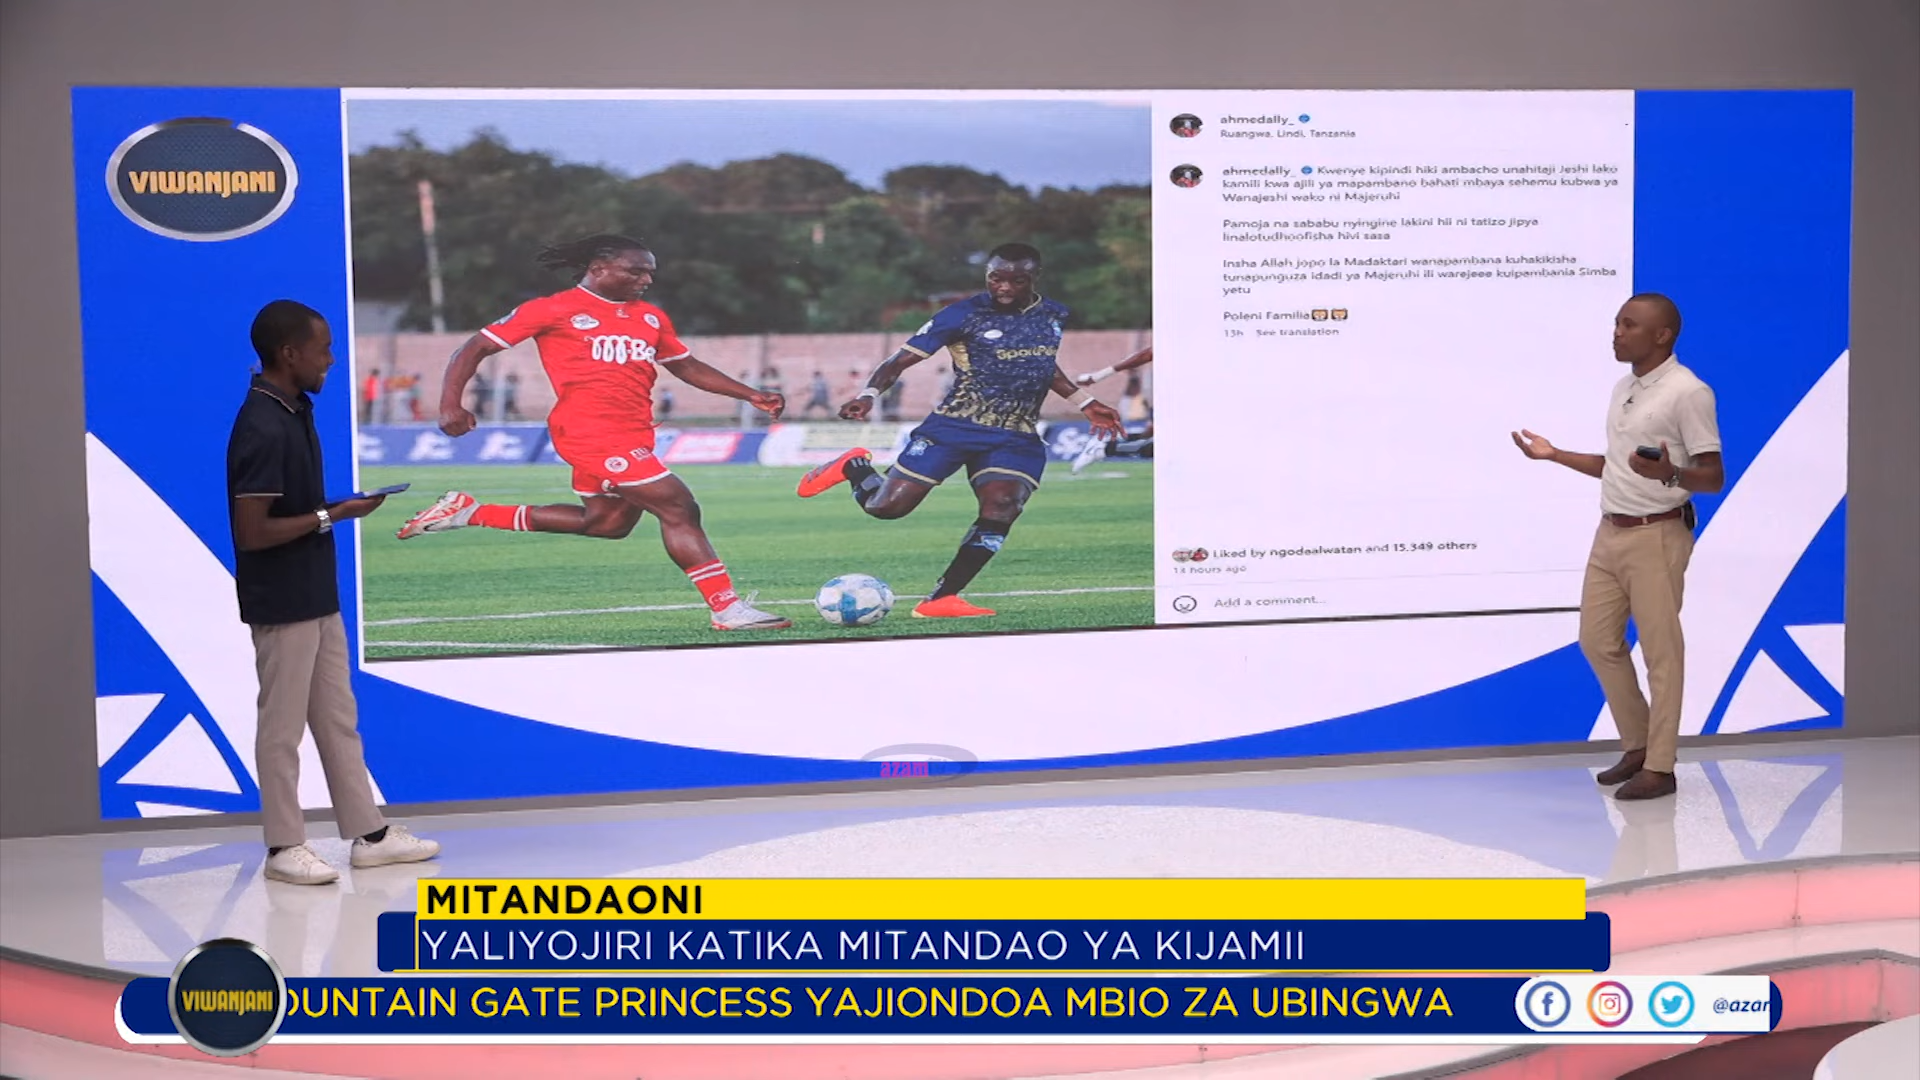 VIWANJANI
ahmedally_
Ruangwa, Lindi, Tanzania
ahmedally_ Kwenye kipindi hiki ambacho unahitaji Jeshi lako
kamili kwa ajili ya mapambano bahati mbaya sehemu kubwa ya
Wanajeshi wako ni Majeruhi
Pamoja na sababu nyingine lakini hii ni tatizo jipya
linalotudhoofisha hivi sasa
Insha Allah jopo la Madaktari wanapambana kuhakikisha
tunapunguza idadi ya Majeruhi ili warejeee kuipambania Simba
yetu
Poleni Familia
13h See translation
Liked by ngodaalwatan and 15,349 others
13 hours ago
Add a comment...
azam
MITANDAONI
YALIYOJIRI KATIKA MITANDAO YA KIJAMII
VIWANJANI
OUNTAIN GATE PRINCESS YAJIONDOA MBIO ZA UBINGWA
@azar